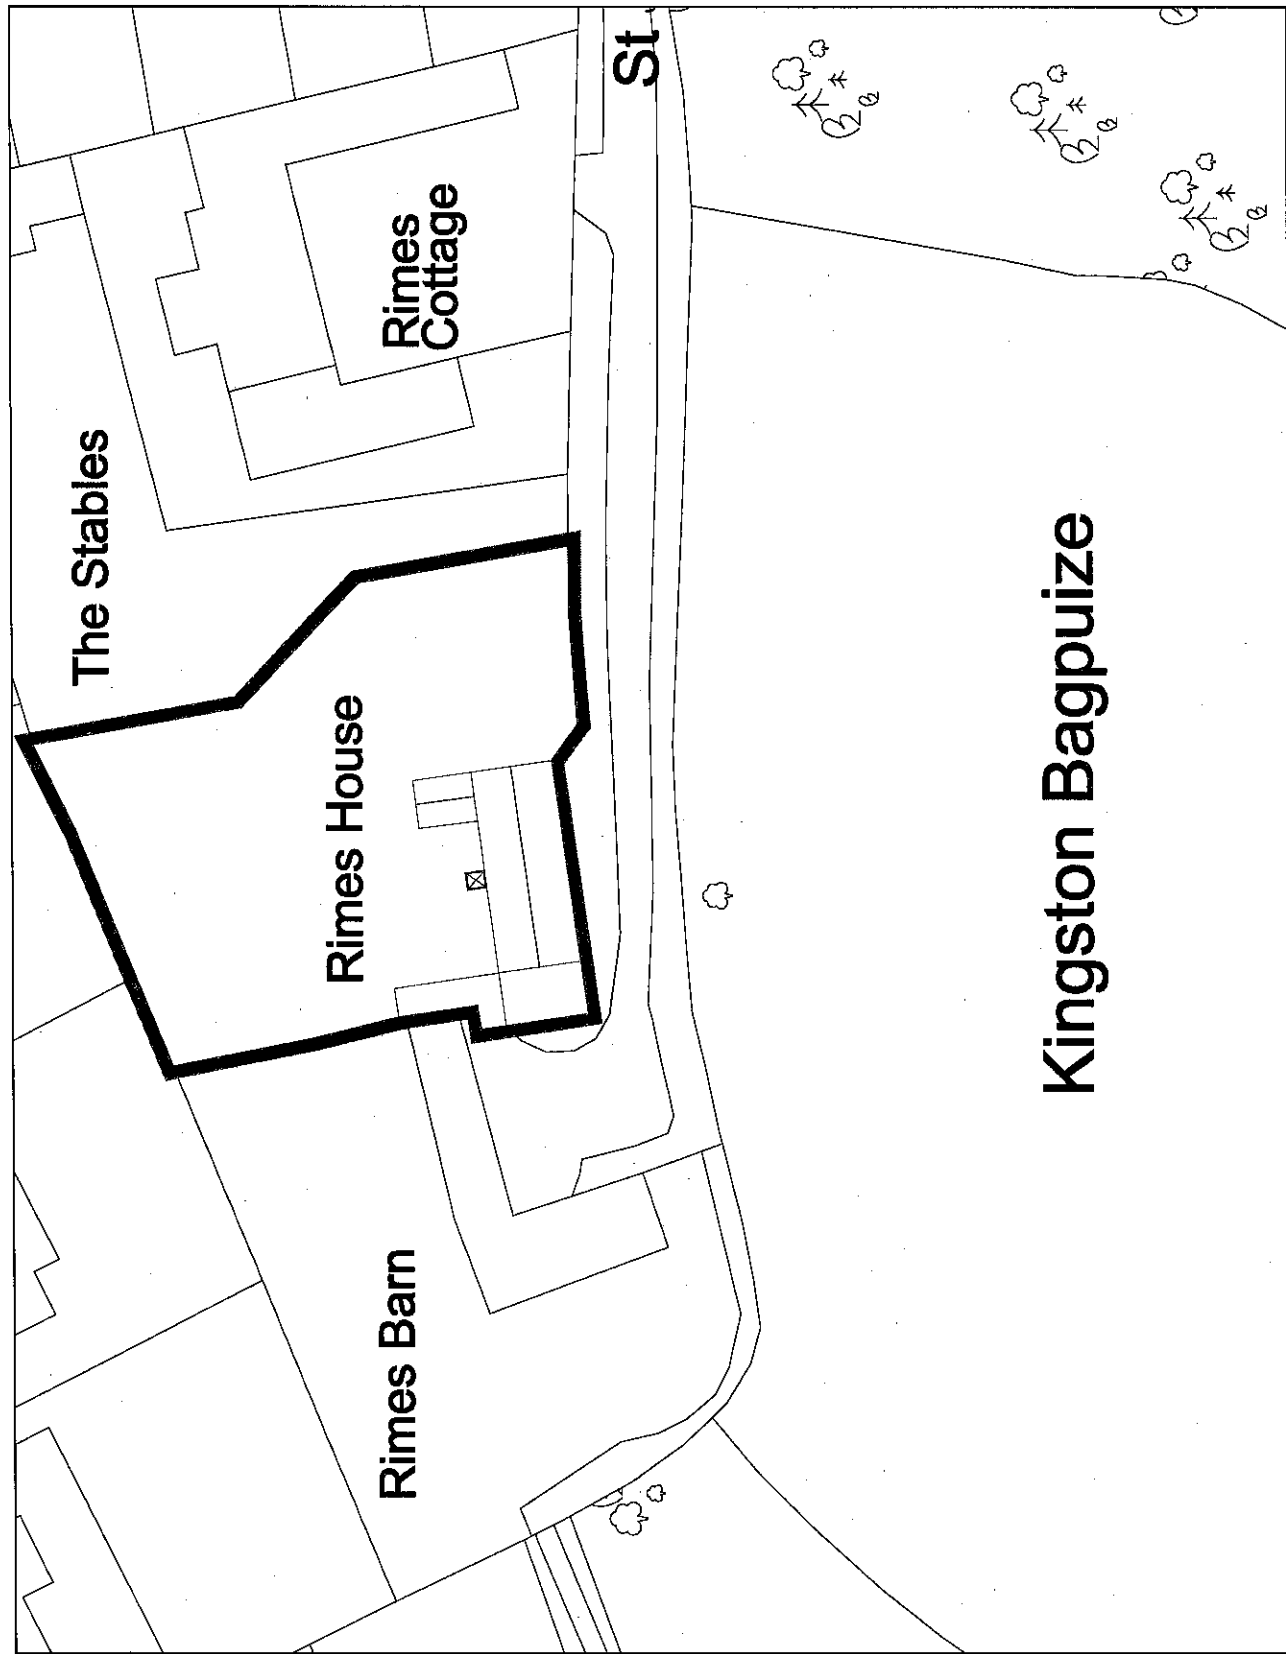 The Stables
Rimes
Cottage
St
Rimes House
Rimes Barn
Kingston Bagpuize